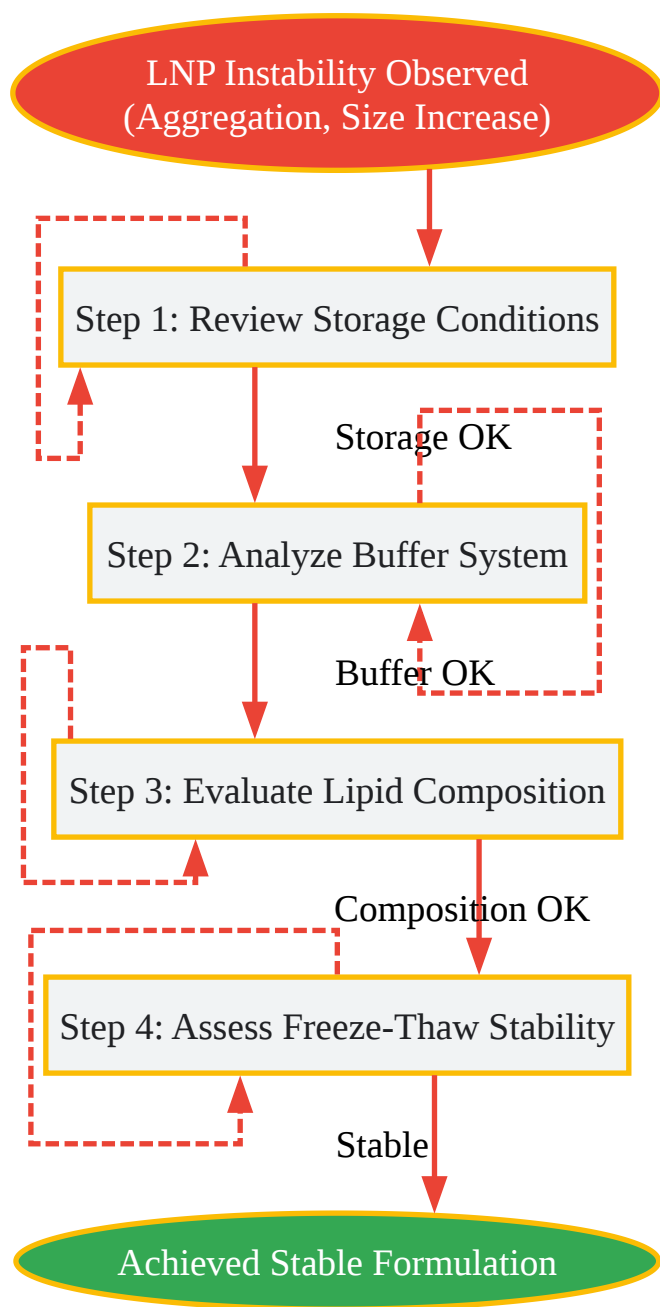 LNP Instability Observed
(Aggregation, Size Increase)
Step 1: Review Storage Conditions
Storage OK
Step 2: Analyze Buffer System
Buffer OK
Step 3: Evaluate Lipid Composition
Composition OK
Step 4: Assess Freeze-Thaw Stability
Stable
Achieved Stable Formulation